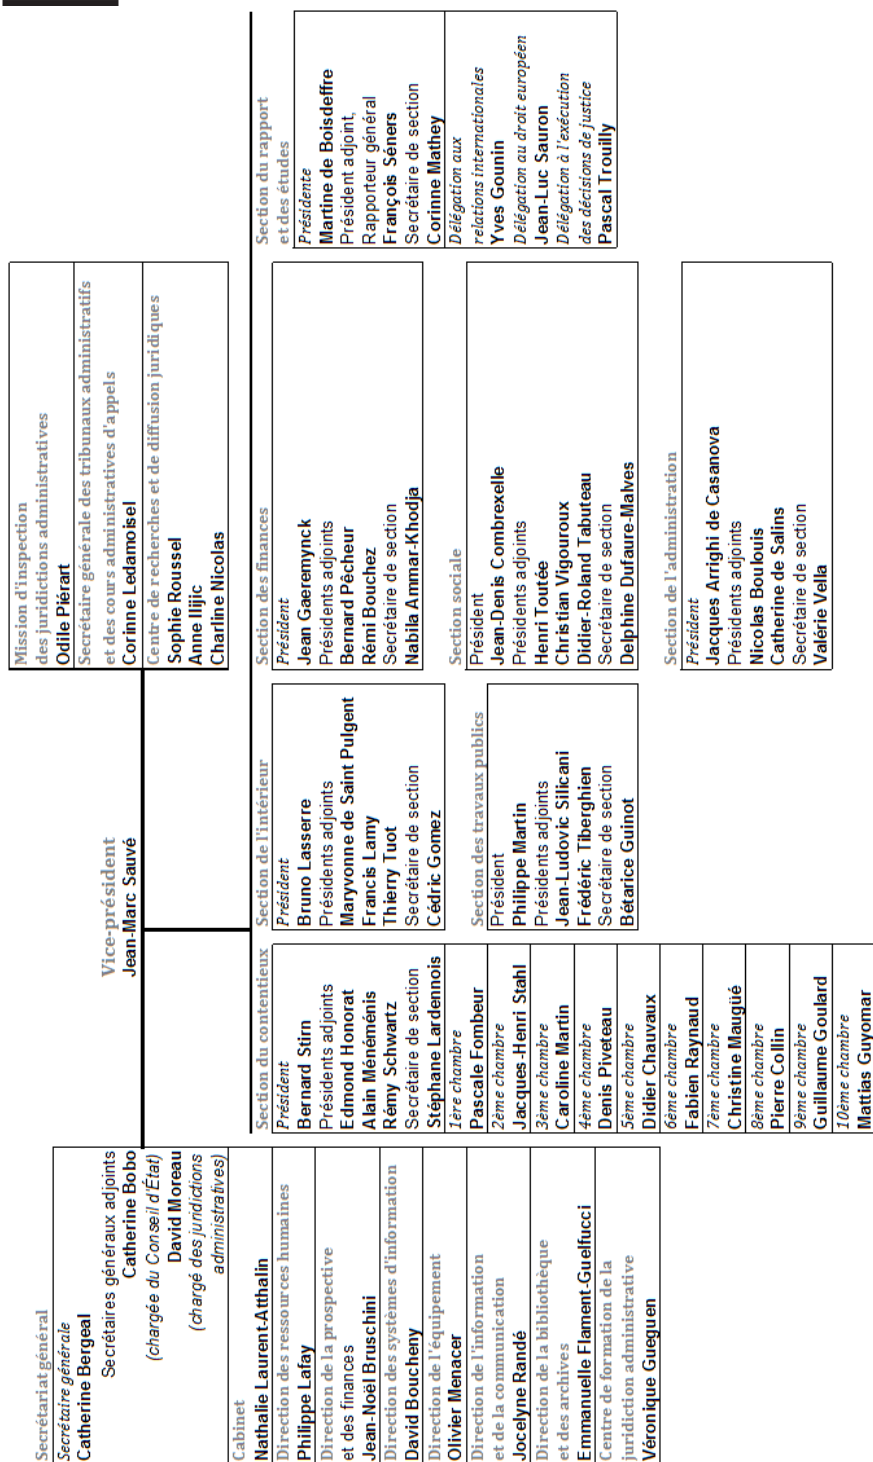 Secrétariat général
Secrétaire générale
Catherine Bergeal
Secrétaires généraux adjoints
Catherine Bobo
(chargée du Conseil d'État)
David Moreau
(chargé des juridictions
administratives)
Cabinet
Nathalie Laurent-Atthalin
Direction des ressources humaines
Philippe Lafay
Direction de la prospective
et des finances
Jean-Noël Bruschini
Direction des systèmes d'information
David Boucheny
Direction de l'équipement
Olivier Menacer
Direction de l'information
et de la communication
Jocelyne Randé
Direction de la bibliothèque
et des archives
Emmanuelle Flament-Guelfucci
Centre de formation de la
juridiction administrative
Véronique Gueguen
Vice-président
Jean-Marc Sauvé
Mission d'inspection
des juridictions administratives
Odile Piérart
Secrétaire générale des tribunaux administratifs
et des cours administratives d'appels
Corinne Ledamoisel
Centre de recherches et de diffusion juridiques
Sophie Roussel
Anne Ilijic
Charline Nicolas
Section du contentieux
Président
Bernard Stirn
Présidents adjoints
Edmond Honorat
Alain Ménéménis
Rémy Schwartz
Secrétaire de section
Stéphane Lardennois
1ère chambre
Pascale Fombeur
2ème chambre
Jacques-Henri Stahl
3ème chambre
Caroline Martin
4ème chambre
Denis Piveteau
5ème chambre
Didier Chauvaux
6ème chambre
Fabien Raynaud
7ème chambre
Christine Maugüé
8ème chambre
Pierre Collin
9ème chambre
Guillaume Goulard
10ème chambre
Mattias Guyomar
Section de l'intérieur
Président
Bruno Lasserre
Présidents adjoints
Maryvonne de Saint Pulgent
Francis Lamy
Thierry Tuot
Secrétaire de section
Cédric Gomez
Section des travaux publics
Président
Philippe Martin
Présidents adjoints
Jean-Ludovic Silicani
Frédéric Tiberghien
Secrétaire de section
Bétarice Guinot
Section des finances
Président
Jean Gaeremynck
Présidents adjoints
Bernard Pêcheur
Rémi Bouchez
Secrétaire de section
Nabila Ammar-Khodja
Section sociale
Président
Jean-Denis Combrexelle
Présidents adjoints
Henri Toutée
Christian Vigouroux
Didier-Roland Tabuteau
Secrétaire de section
Delphine Dufaure-Malves
Section de l'administration
Président
Jacques Arrighi de Casanova
Présidents adjoints
Nicolas Boulouis
Catherine de Salins
Secrétaire de section
Valérie Vella
Section du rapport
et des études
Présidente
Martine de Boisdeffre
Président adjoint,
Rapporteur général
François Séners
Secrétaire de section
Corinne Mathey
Délégation aux
relations internationales
Yves Gounin
Délégation au droit européen
Jean-Luc Sauron
Délégation à l'exécution
des décisions de justice
Pascal Trouilly